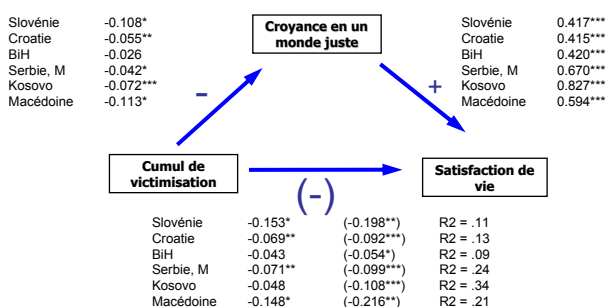 Slovénie -0.108*
Croatie -0.055**
BiH -0.026
Serbie, M -0.042*
Kosovo -0.072***
Macédoine -0.113*
Croyance en un
monde juste
Slovénie 0.417***
Croatie 0.415***
BiH 0.420***
Serbie, M 0.670***
Kosovo 0.827***
Macédoine 0.594***
-
+
Cumul de
victimisation
(-)
Satisfaction de
vie
Slovénie -0.153* (-0.198**) R2 = .11
Croatie -0.069** (-0.092***) R2 = .13
BiH -0.043 (-0.054*) R2 = .09
Serbie, M -0.071** (-0.099***) R2 = .24
Kosovo -0.048 (-0.108***) R2 = .34
Macédoine -0.148* (-0.216**) R2 = .21